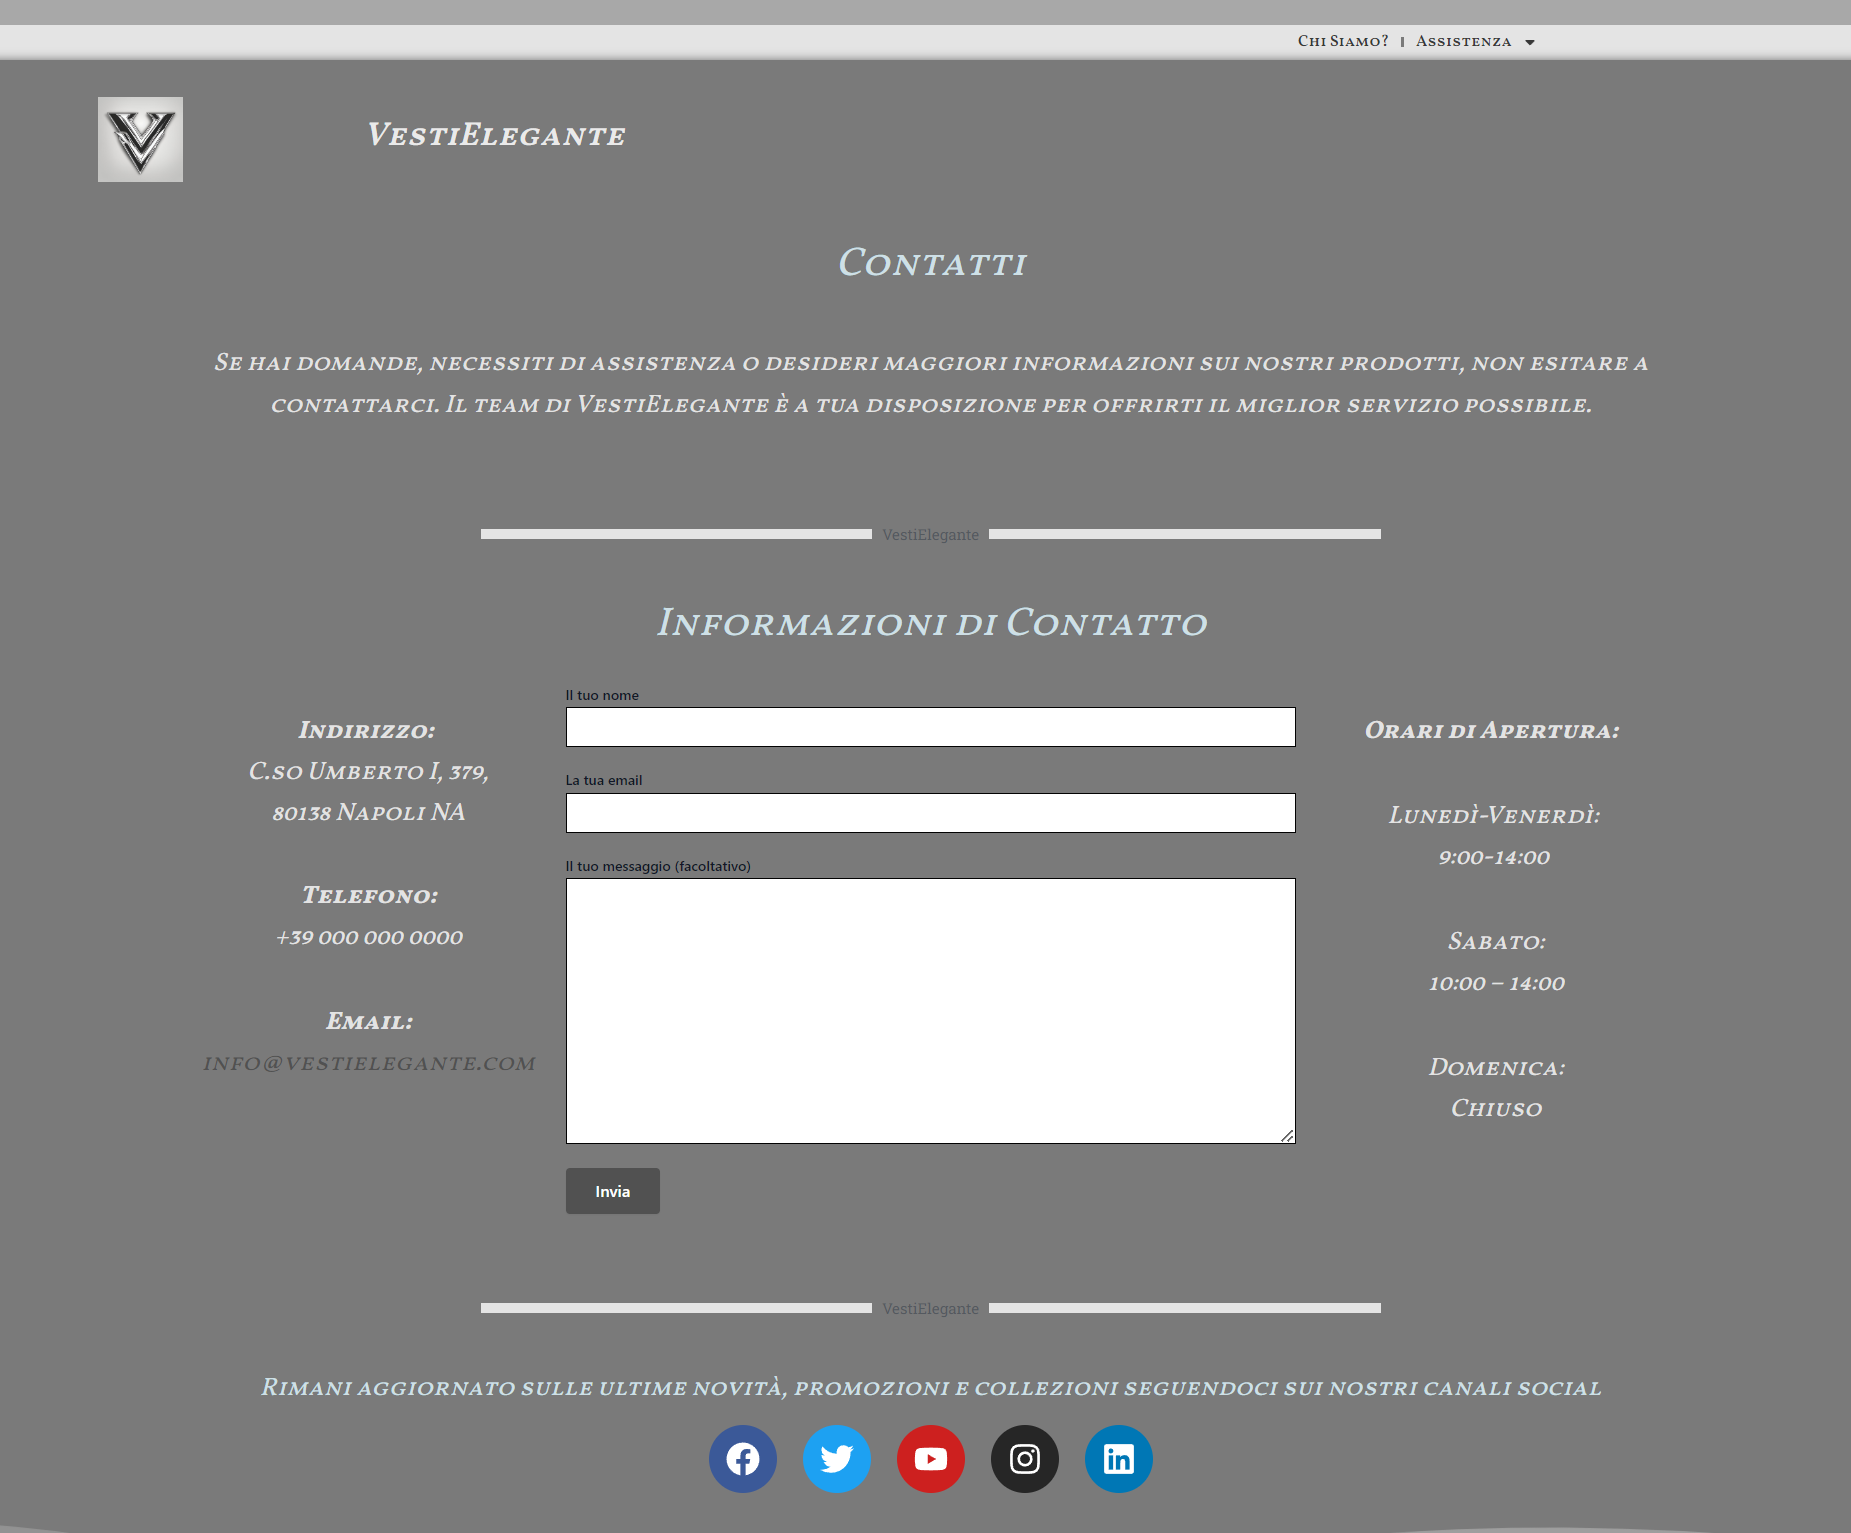 Chi Siamo?
Assistenza
VestiElegante
Contatti
Se hai domande, necessiti di assistenza o desideri maggiori informazioni sui nostri prodotti, non esitare a
contattarci. Il team di VestiElegante è a tua disposizione per offrirti il miglior servizio possibile.
VestiElegante
Informazioni di Contatto
Indirizzo:
C.so Umberto I, 379,
80138 Napoli NA
Telefono:
+39 000 000 0000
Email:
info@vestielegante.com
Il tuo nome
La tua email
Il tuo messaggio (facoltativo)
Invia
Orari di Apertura:
Lunedì-Venerdì:
9:00-14:00
Sabato:
10:00 – 14:00
Domenica:
Chiuso
VestiElegante
Rimani aggiornato sulle ultime novità, promozioni e collezioni seguendoci sui nostri canali social